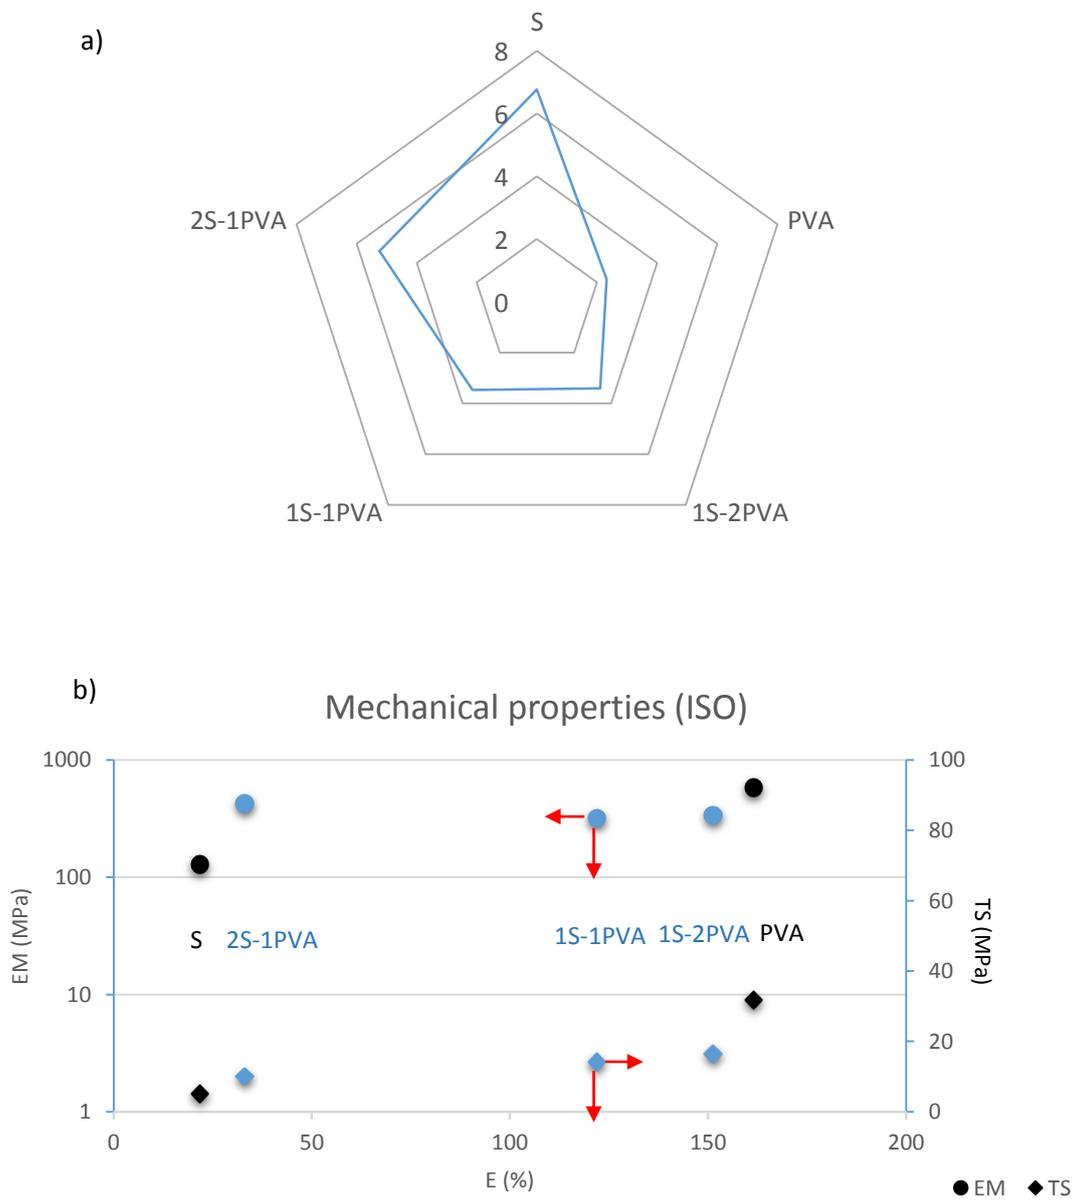 a)
S
8
6
4
2
0
2S-1PVA
PVA
1S-1PVA
1S-2PVA
b)
Mechanical properties (ISO)
1000
100
10
1
EM (MPa)
100
80
60
40
20
0
TS (MPa)
S 2S-1PVA 1S-1PVA 1S-2PVA PVA
0 50 100 150 200
E (%)
EM TS